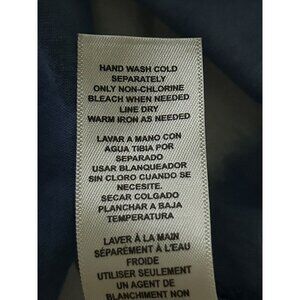 HAND WASH COLD
SEPARATELY
ONLY NON-CHLORINE
BLEACH WHEN NEEDED
LINE DRY
WARM IRON AS NEEDED
LAVAR A MANO CON
AGUA TIBIA POR
SEPARADO
USAR BLANQUEADOR
SIN CLORO CUANDO SE
NECESITE.
SECAR COLGADO
PLANCHAR A BAJA
TEMPERATURA
LAVER À LA MAIN
SÉPARÉMENT À L'EAU
FROIDE
UTILISER SEULEMENT
UN AGENT DE
BLANCHIMENT NON